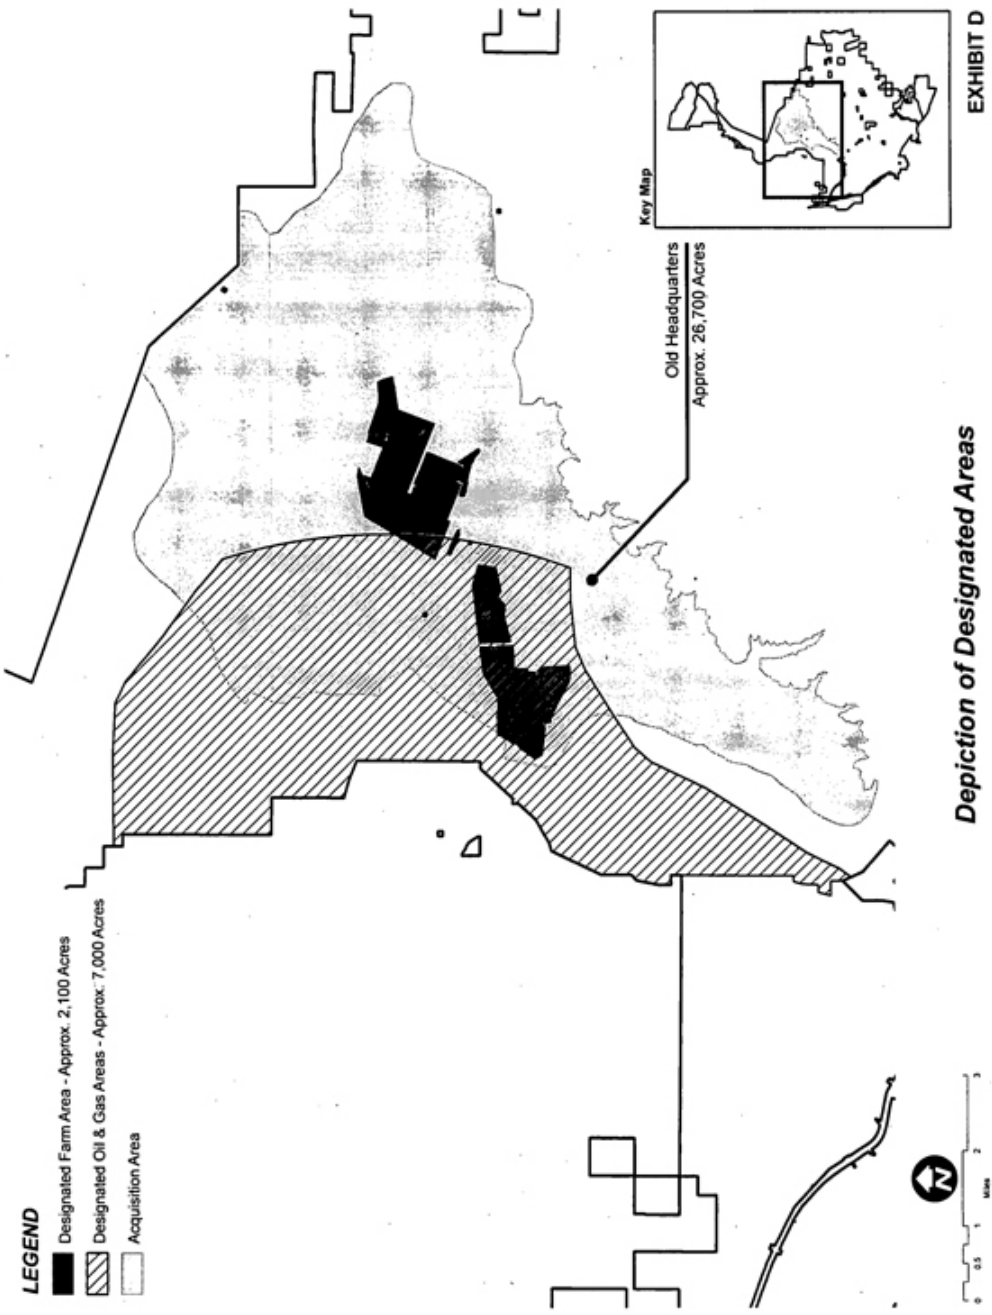 LEGEND
Designated Farm Area - Approx. 2,100 Acres
Designated Oil & Gas Areas - Approx. 7,000 Acres
Acquisition Area
Old Headquarters
Approx. 26,700 Acres
Key Map
N
0 0.5 1 2 3
Miles
Depiction of Designated Areas
EXHIBIT D